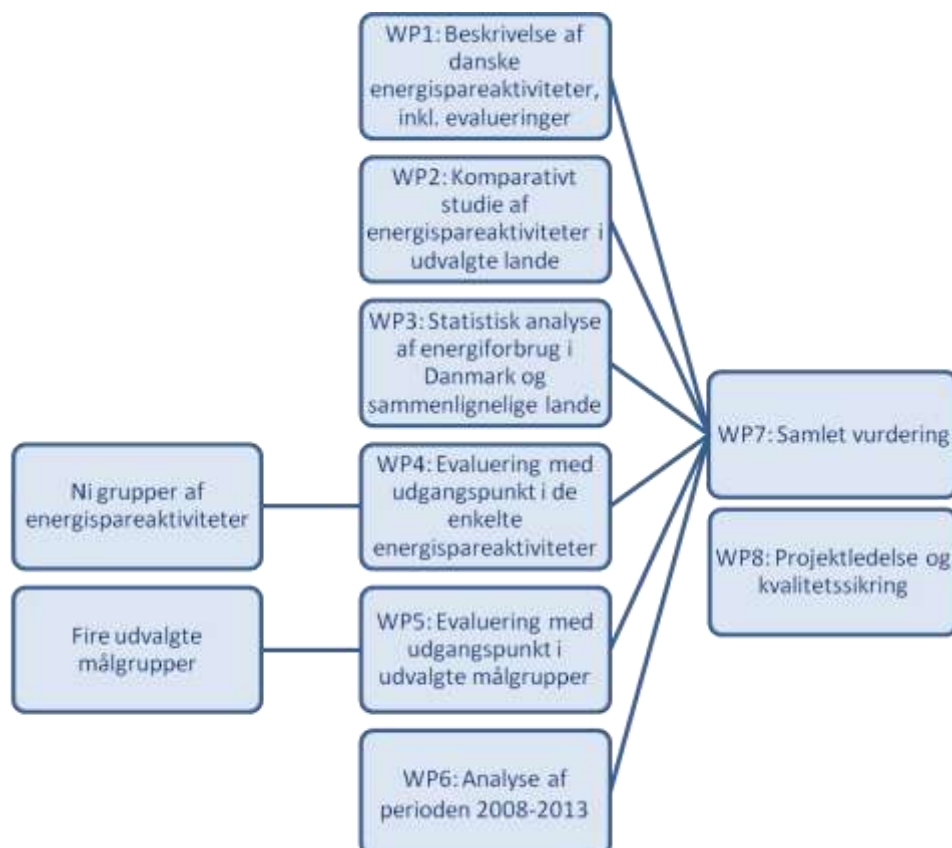 WP1: Beskrivelse af
danske
energispareaktiviteter,
inkl. evalueringer
WP2: Komparativt
studie af
energispareaktiviteter i
udvalgte lande
WP3: Statistisk analyse
af energiforbrug i
Danmark og
sammenlignelige lande
Ni grupper af
energispareaktiviteter
WP4: Evaluering med
udgangspunkt i de
enkelte
energispareaktiviteter
Fire udvalgte
målgrupper
WP5: Evaluering med
udgangspunkt i
udvalgte målgrupper
WP6: Analyse af
perioden 2008-2013
WP7: Samlet vurdering
WP8: Projektledelse og
kvalitetssikring